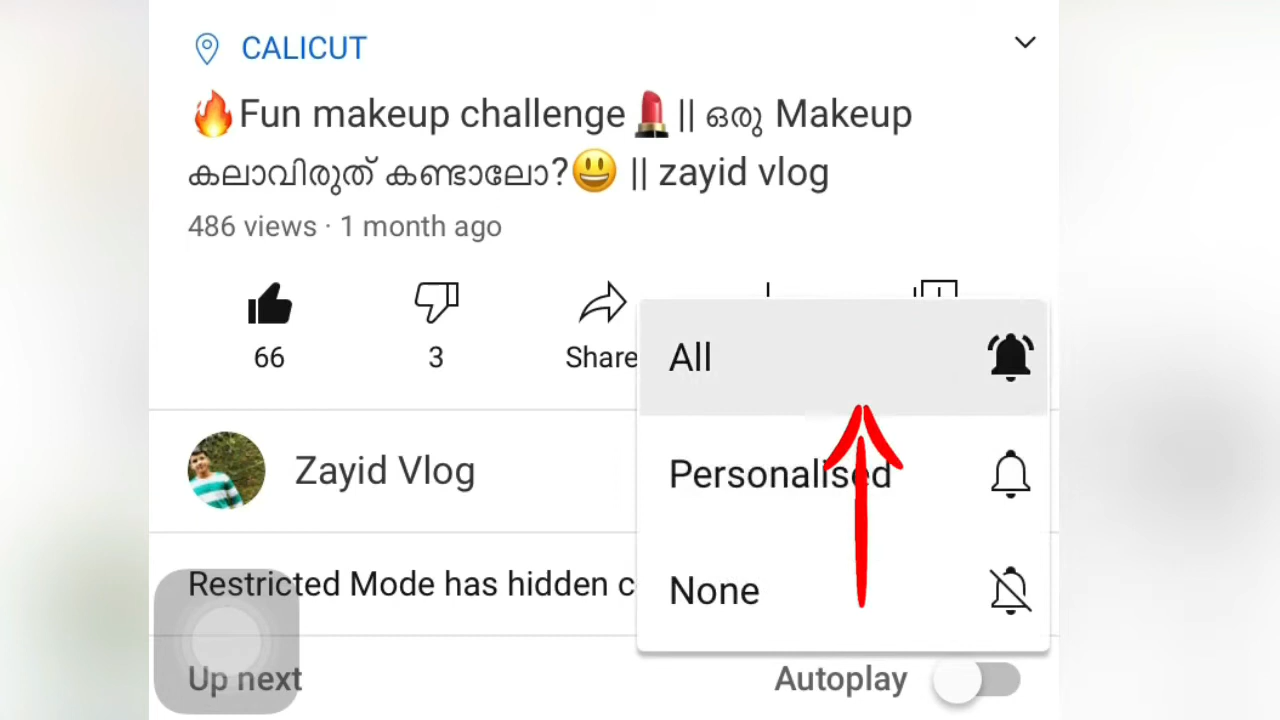 CALICUT
🔥Fun makeup challenge💄|| ഒരു Makeup
കലാവിരുത് കണ്ടാലോ?😃 || zayid vlog
486 views · 1 month ago
66
3
Share
All
Personalised
None
Zayid Vlog
Restricted Mode has hidden c
Up next
Autoplay